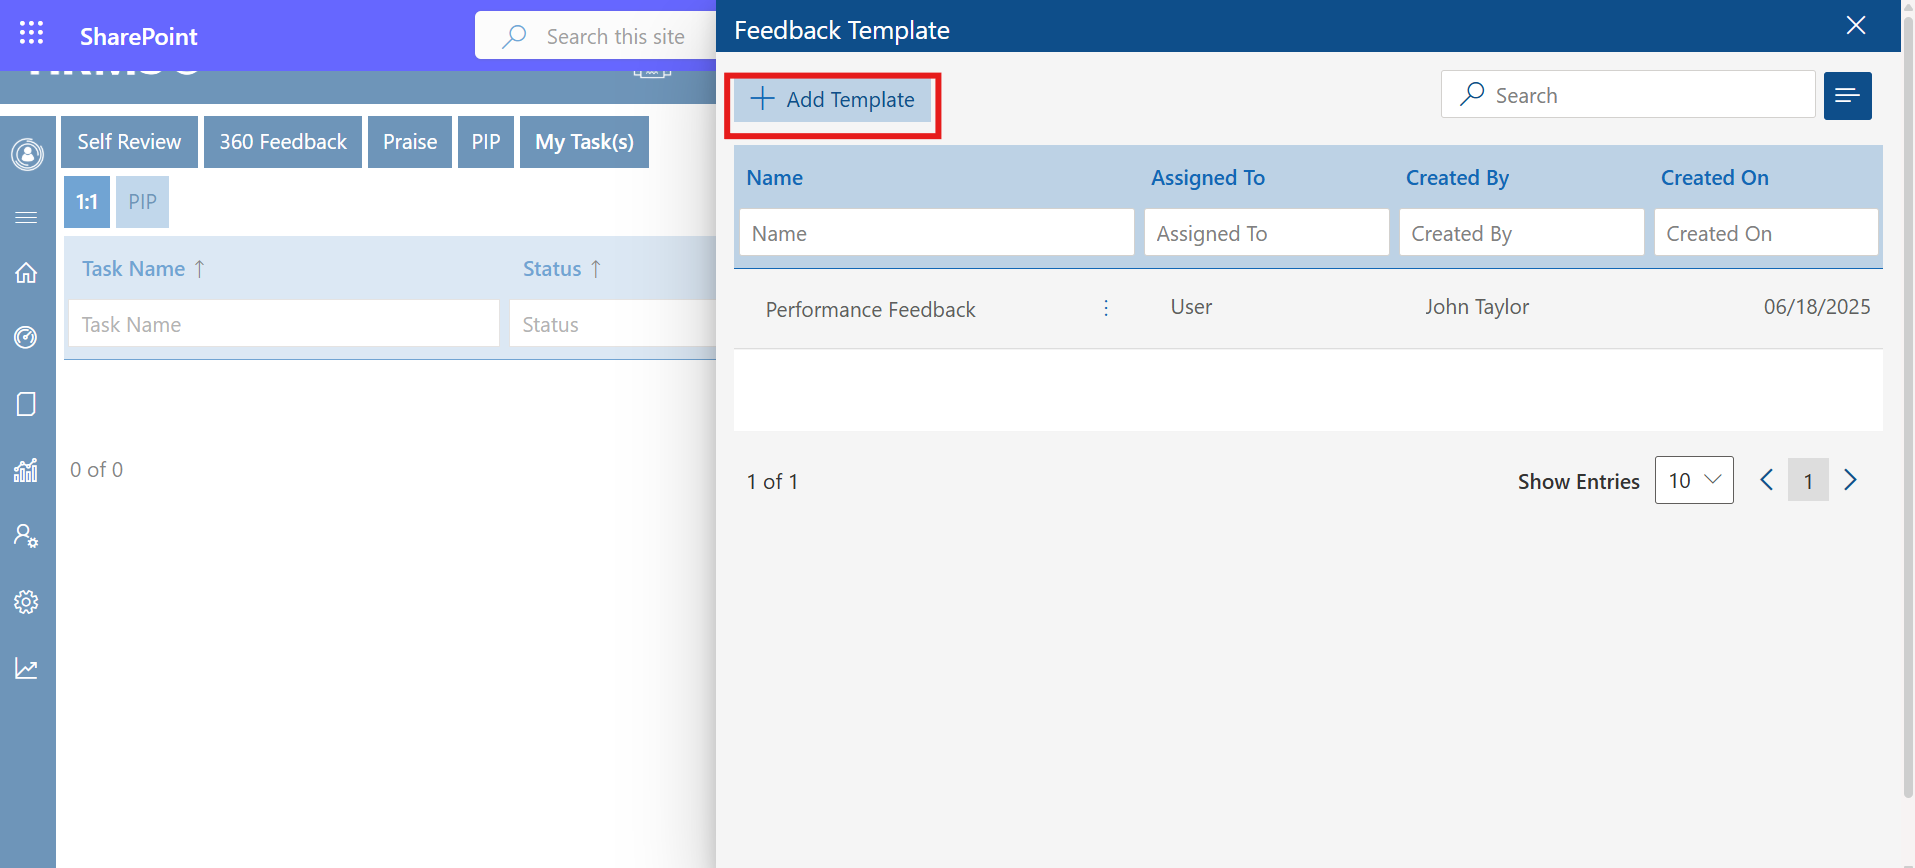 SharePoint
Search this site
Feedback Template
Add Template
Search
Self Review
360 Feedback
Praise
PIP
My Task(s)
1:1
PIP
Task Name ↑
Status ↑
Task Name
Status
0 of 0
Name
Assigned To
Created By
Created On
Name
Assigned To
Created By
Created On
Performance Feedback
User
John Taylor
06/18/2025
1 of 1
Show Entries
10
1